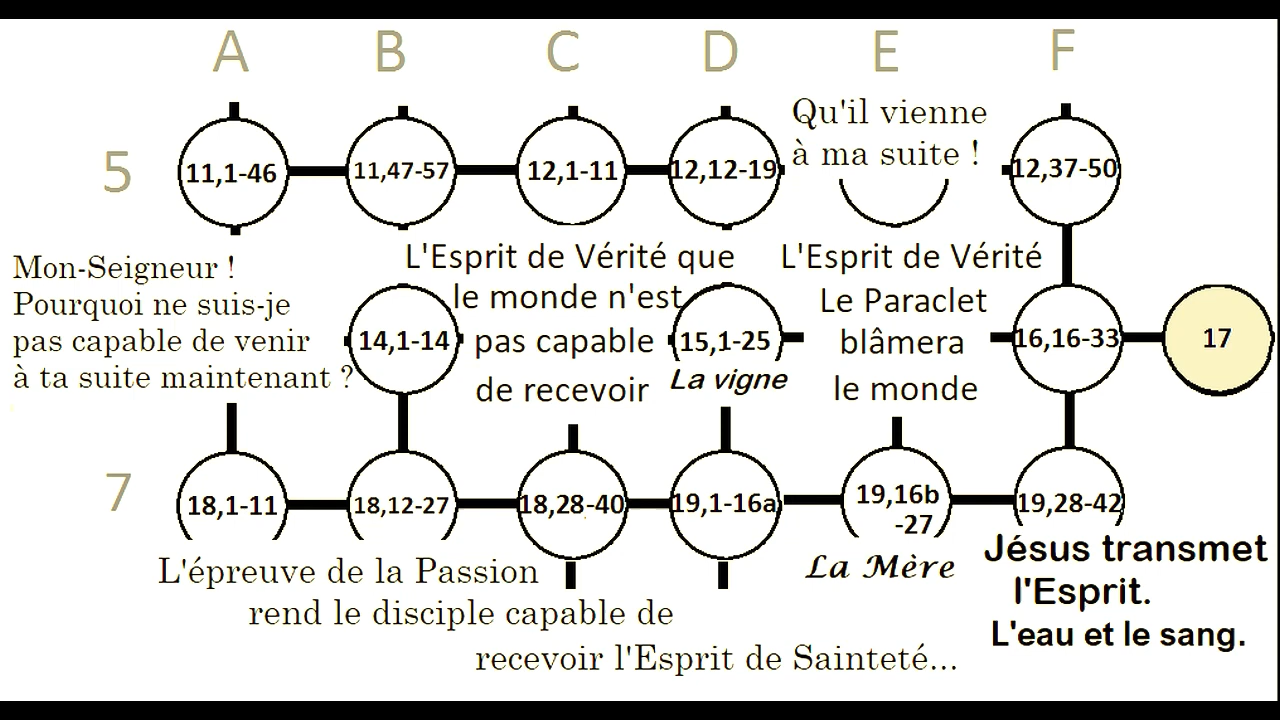 A B C D E F
5
11,1-46
11,47-57
12,1-11
12,12-19
Qu'il vienne
à ma suite !
12,37-50
Mon-Seigneur !
Pourquoi ne suis-je
pas capable de venir
à ta suite maintenant ?
14,1-14
L'Esprit de Vérité que
le monde n'est
pas capable
de recevoir
15,1-25
La vigne
L'Esprit de Vérité
Le Paraclet
blâmera
le monde
16,16-33
17
7
18,1-11
18,12-27
18,28-40
19,1-16a
19,16b
-27
19,28-42
L'épreuve de la Passion
rend le disciple capable de
recevoir l'Esprit de Sainteté...
La Mère
Jésus transmet
l'Esprit.
L'eau et le sang.